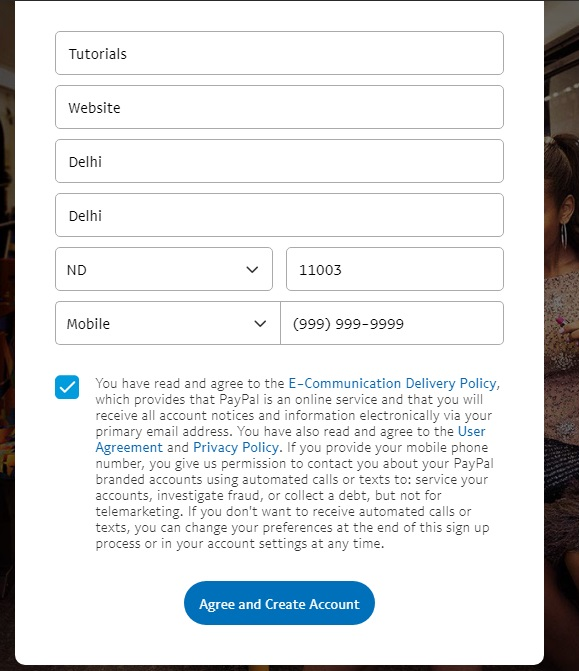 Tutorials
Website
Delhi
Delhi
ND 11003
Mobile (999) 999-9999
You have read and agree to the E-Communication Delivery Policy,
which provides that PayPal is an online service and that you will
receive all account notices and information electronically via your
primary email address. You have also read and agree to the User
Agreement and Privacy Policy. If you provide your mobile phone
number, you give us permission to contact you about your PayPal
branded accounts using automated calls or texts to: service your
accounts, investigate fraud, or collect a debt, but not for
telemarketing. If you don't want to receive automated calls or
texts, you can change your preferences at the end of this sign up
process or in your account settings at any time.
Agree and Create Account